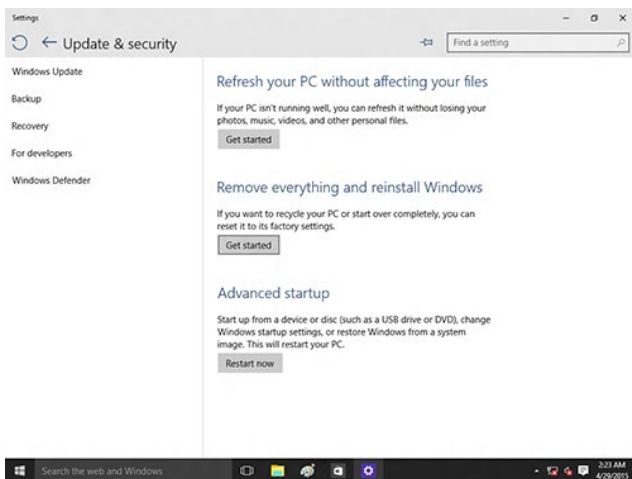 Settings
Update & security
Find a setting
Windows Update
Backup
Recovery
For developers
Windows Defender
Refresh your PC without affecting your files
If your PC isn't running well, you can refresh it without losing your
photos, music, videos, and other personal files.
Get started
Remove everything and reinstall Windows
If you want to recycle your PC or start over completely, you can
reset it to its factory settings.
Get started
Advanced startup
Start up from a device or disc (such as a USB drive or DVD), change
Windows startup settings, or restore Windows from a system
image. This will restart your PC.
Restart now
Search the web and Windows
2:23 AM
4/29/2015